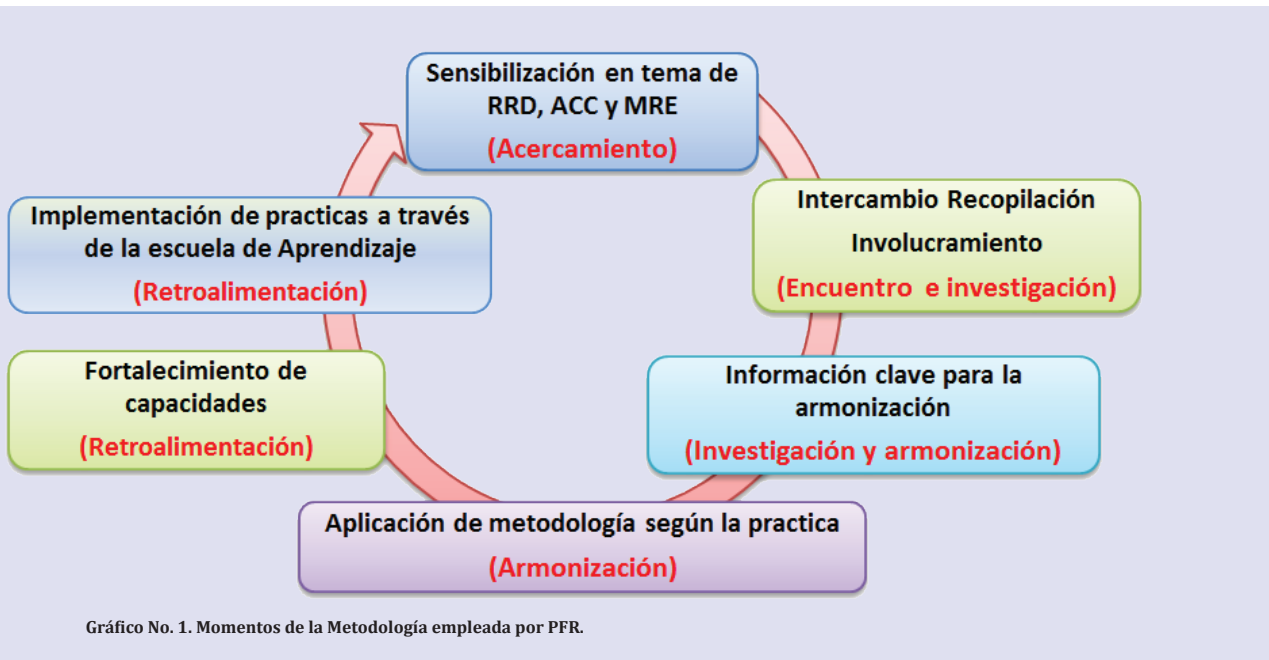 Sensibilización en tema de
RRD, ACC y MRE
(Acercamiento)
Intercambio Recopilación
Involucramiento
(Encuentro e investigación)
Información clave para la
armonización
(Investigación y armonización)
Aplicación de metodología según la practica
(Armonización)
Fortalecimiento de
capacidades
(Retroalimentación)
Implementación de practicas a través
de la escuela de Aprendizaje
(Retroalimentación)
Gráfico No. 1. Momentos de la Metodología empleada por PFR.